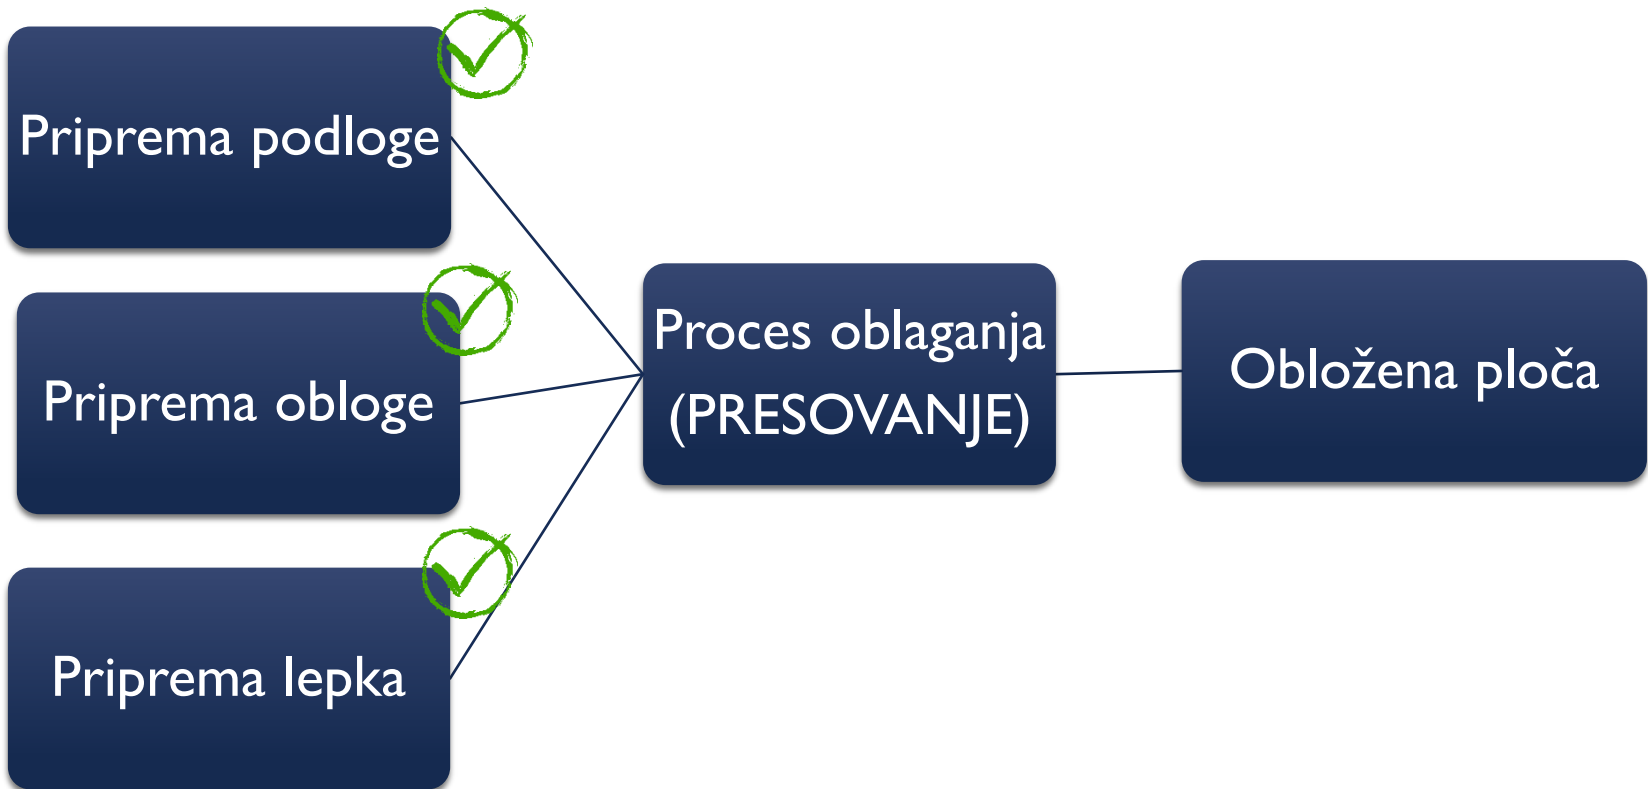 Priprema podloge
Priprema obloge
Priprema lepka
Proces oblaganja
(PRESOVANJE)
Obložena ploča